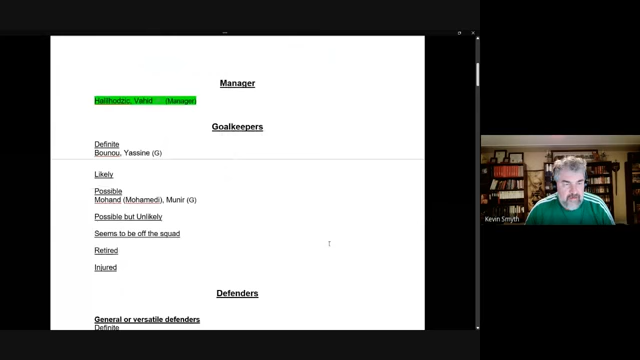 Manager
Halilhodzic, Vahid (Manager)
Goalkeepers
Definite
Bounou, Yassine (G)
Likely
Possible
Mohand (Mohamedi), Munir (G)
Possible but Unlikely
Seems to be off the squad
Retired
Injured
Defenders
General or versatile defenders
Definite
Kevin Smyth